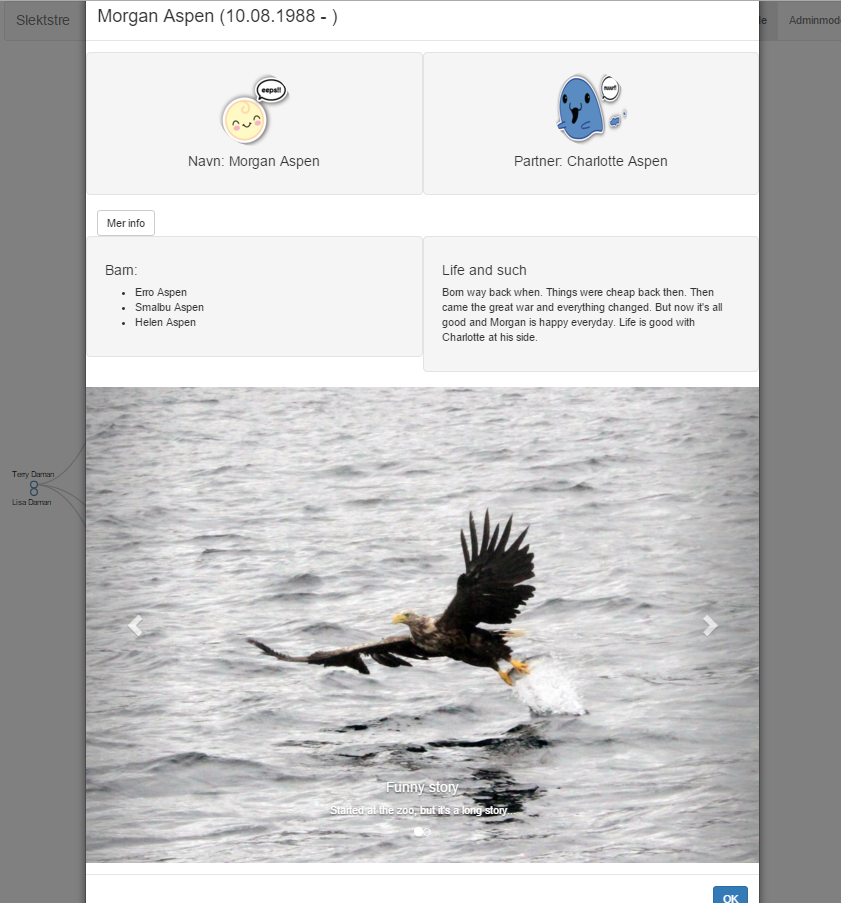 Slektstre
Morgan Aspen (10.08.1988 - )
Adminmode
eeps!!
Navn: Morgan Aspen
nwr!
Partner: Charlotte Aspen
Mer info
Barn:
Erro Aspen
Smalbu Aspen
Helen Aspen
Life and such
Born way back when. Things were cheap back then. Then
came the great war and everything changed. But now it's all
good and Morgan is happy everyday. Life is good with
Charlotte at his side.
Terry Daman
Lisa Daman
Funny story
Started at the zoo, but it's a long story...
OK